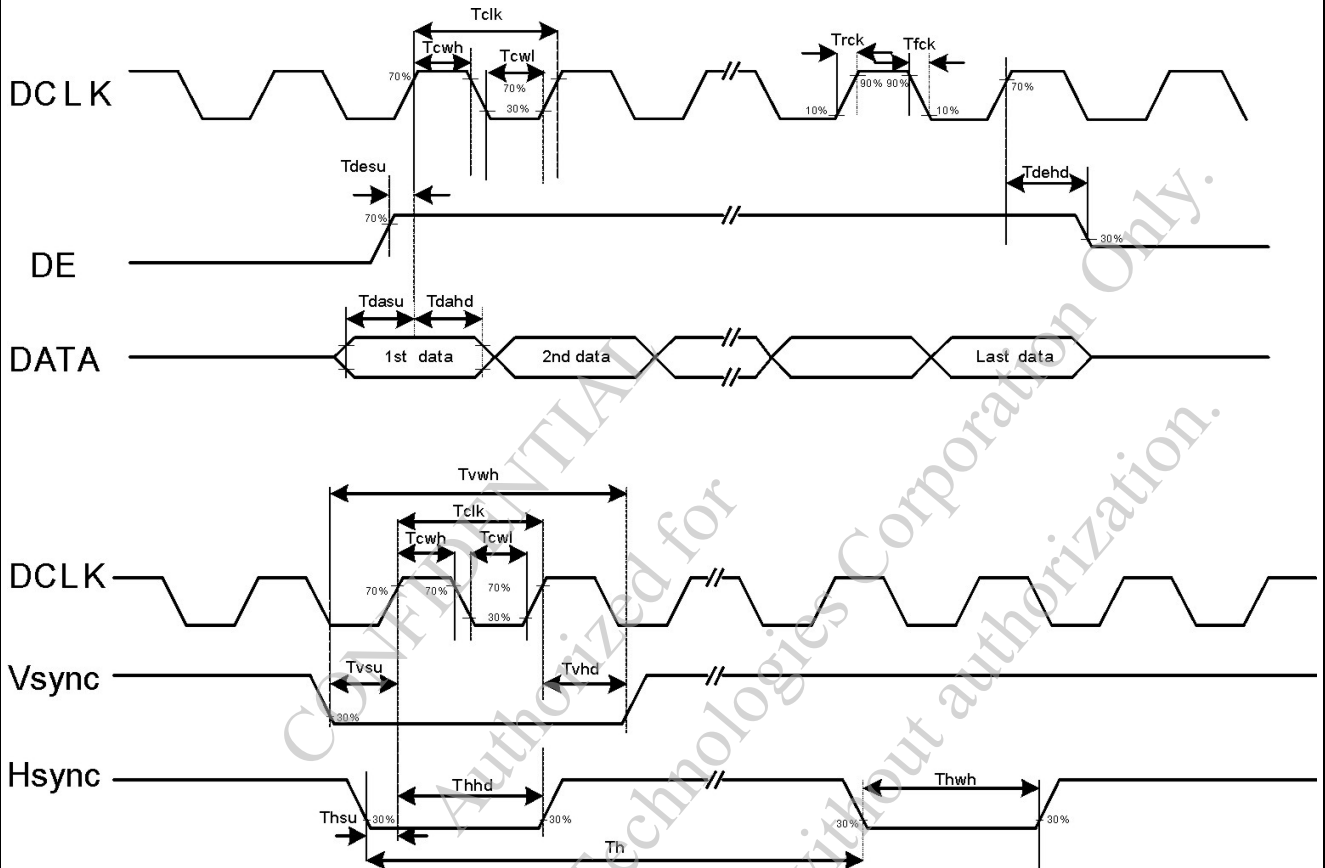 Tclk
Tcwh
Tcwl
Trck
Tfck
DCLK
70%
70%
30%
90% 90%
10%
10%
70%
Tdesu
Tdehd
70%
30%
DE
Tdasu
Tdahd
DATA
1st data
2nd data
Last data
Tvwh
Tclk
Tcwh
Tcwl
DCLK
70%
70%
70%
30%
Vsync
Tvsu
Tvhd
30%
Hsync
Thhd
Thwh
Thsu
30%
30%
30%
30%
Th
CONFIDENTIAL
Authorized for
Technologies Corporation Only.
without authorization.